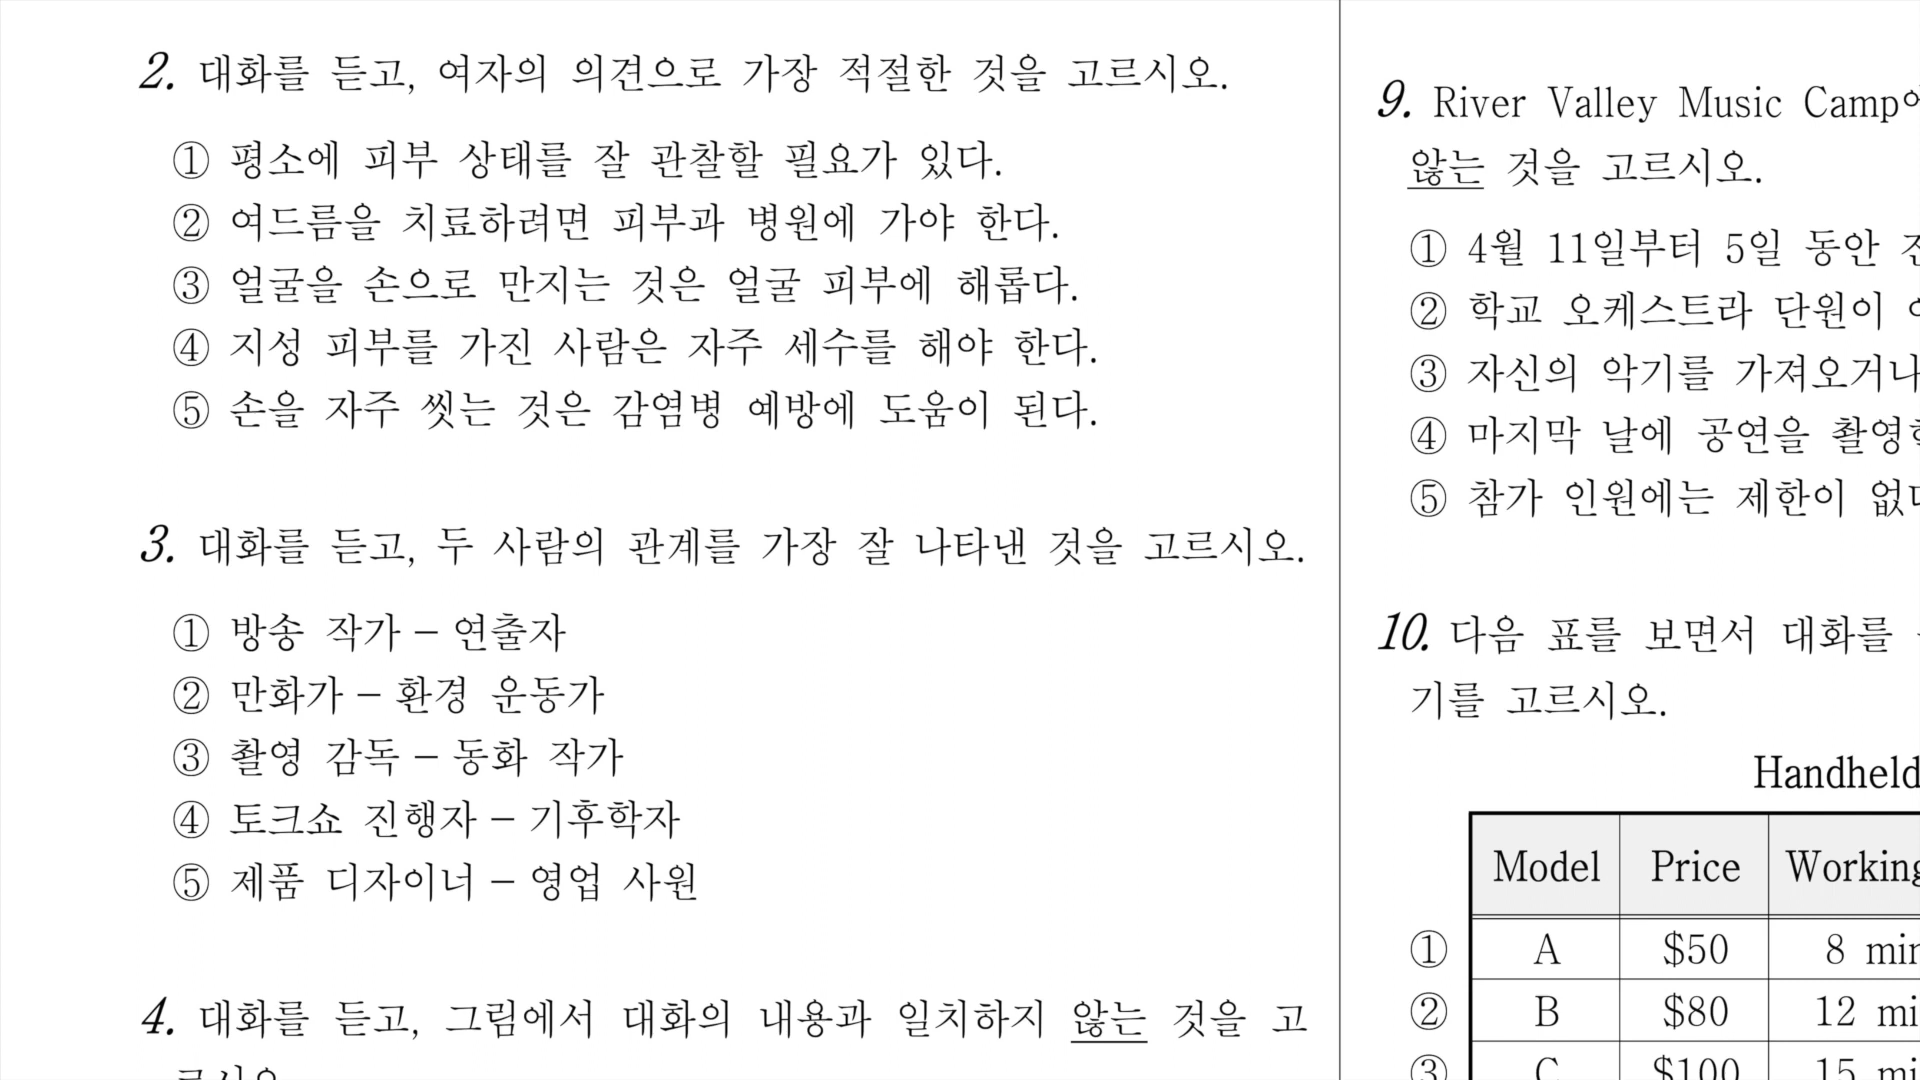 2. 대화를 듣고, 여자의 의견으로 가장 적절한 것을 고르시오.
① 평소에 피부 상태를 잘 관찰할 필요가 있다.
② 여드름을 치료하려면 피부과 병원에 가야 한다.
③ 얼굴을 손으로 만지는 것은 얼굴 피부에 해롭다.
④ 지성 피부를 가진 사람은 자주 세수를 해야 한다.
⑤ 손을 자주 씻는 것은 감염병 예방에 도움이 된다.
3. 대화를 듣고, 두 사람의 관계를 가장 잘 나타낸 것을 고르시오.
① 방송 작가 – 연출자
② 만화가 – 환경 운동가
③ 촬영 감독 – 동화 작가
④ 토크쇼 진행자 – 기후학자
⑤ 제품 디자이너 – 영업 사원
4. 대화를 듣고, 그림에서 대화의 내용과 일치하지 않는 것을 고
9. River Valley Music Camp에
않는 것을 고르시오.
① 4월 11일부터 5일 동안
② 학교 오케스트라 단원이
③ 자신의 악기를 가져오거나
④ 마지막 날에 공연을
⑤ 참가 인원에는 제한이
10. 다음 표를 보면서 대화를
기를 고르시오.
Handheld
Model Price Working
① A $50 8
② B $80 12
③ C $100 15